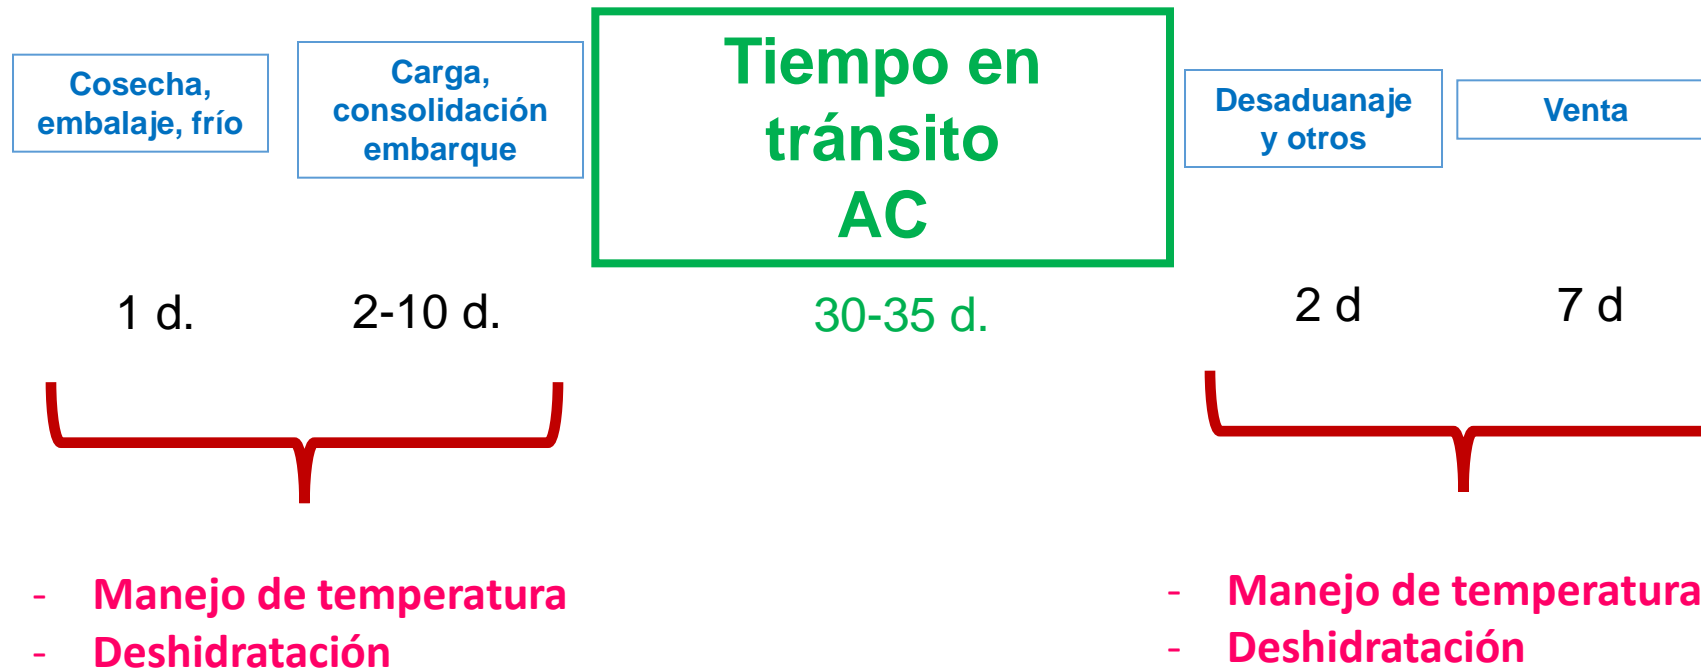 Cosecha,
embalaje, frío
Carga,
consolidación
embarque
Tiempo en
tránsito
AC
Desaduanaje
y otros
Venta
1 d.
2-10 d.
30-35 d.
2 d
7 d
- Manejo de temperatura
- Deshidratación
- Manejo de temperatura
- Deshidratación